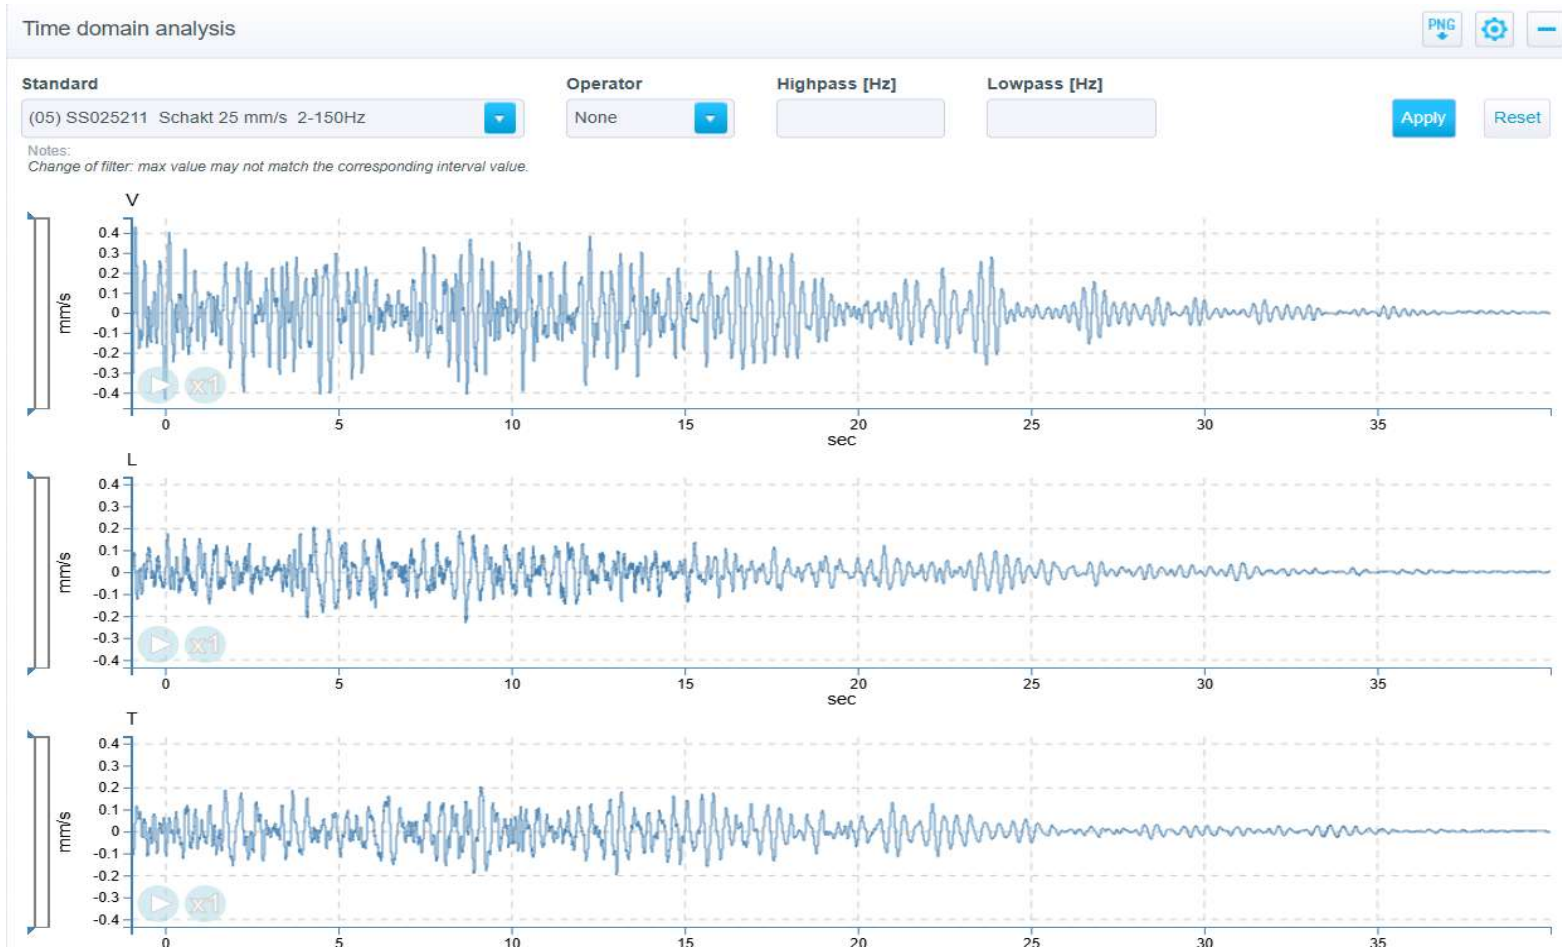 Time domain analysis
PNG
Standard Operator Highpass [Hz] Lowpass [Hz]
(05) SS025211 Schakt 25 mm/s 2-150Hz None Apply Reset
Notes:
Change of filter: max value may not match the corresponding interval value.
V
0.4
0.3
0.2
0.1
0
-0.1
-0.2
-0.3
-0.4
mm/s
x1
0 5 10 15 20 25 30 35
sec
L
0.4
0.3
0.2
0.1
0
-0.1
-0.2
-0.3
-0.4
mm/s
x1
0 5 10 15 20 25 30 35
sec
T
0.4
0.3
0.2
0.1
0
-0.1
-0.2
-0.3
-0.4
mm/s
x1
0 5 10 15 20 25 30 35